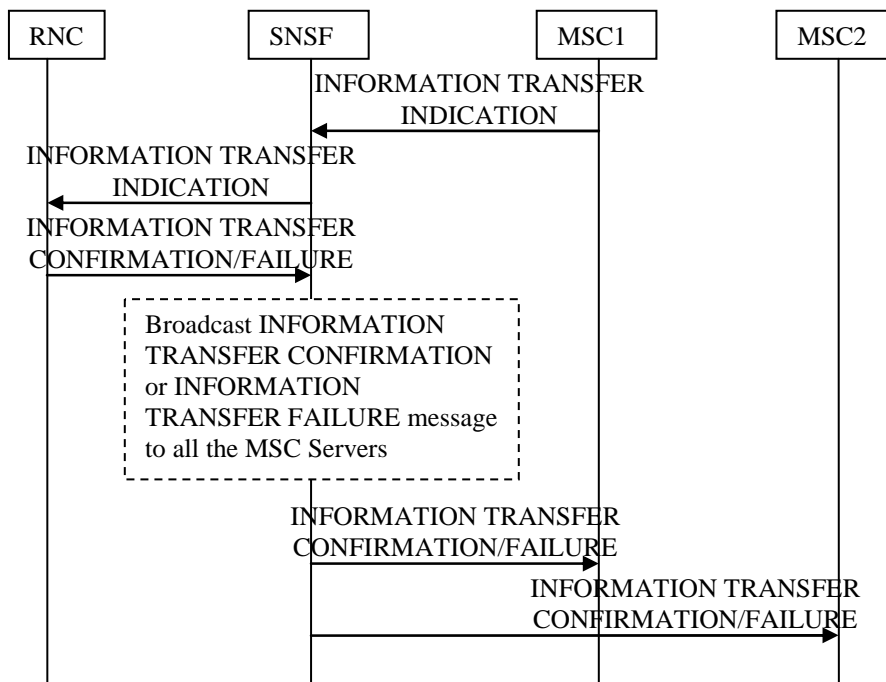 RNC
SNSF
MSC1
MSC2
INFORMATION TRANSFER
INDICATION
INFORMATION TRANSFER
INDICATION
INFORMATION TRANSFER
CONFIRMATION/FAILURE
Broadcast INFORMATION
TRANSFER CONFIRMATION
or INFORMATION
TRANSFER FAILURE message
to all the MSC Servers
INFORMATION TRANSFER
CONFIRMATION/FAILURE
INFORMATION TRANSFER
CONFIRMATION/FAILURE